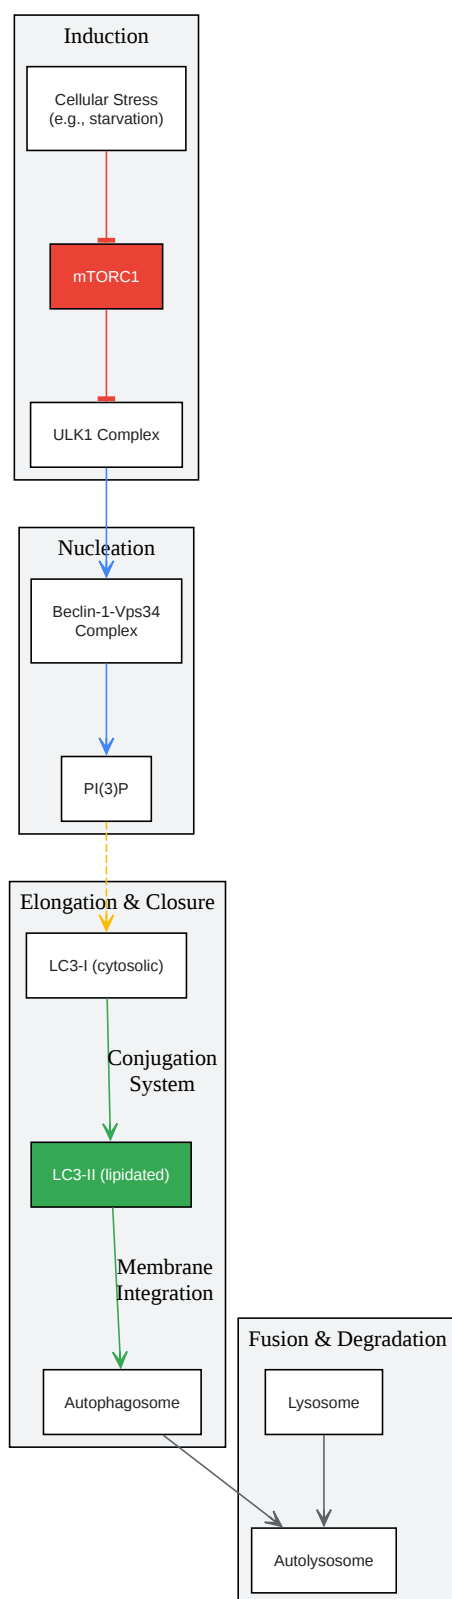 Induction
Cellular Stress
(e.g., starvation)
mTORC1
ULK1 Complex
Nucleation
Beclin-1-Vps34
Complex
PI(3)P
Elongation & Closure
LC3-I (cytosolic)
Conjugation
System
LC3-II (lipidated)
Membrane
Integration
Autophagosome
Fusion & Degradation
Lysosome
Autolysosome